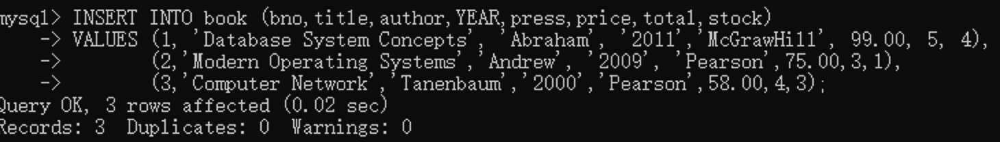 mysql> INSERT INTO book (bno,title,author,YEAR,press,price,total,stock)
-> VALUES (1, 'Database System Concepts', 'Abraham', '2011','McGrawHill', 99.00, 5, 4),
-> (2,'Modern Operating Systems','Andrew', '2009', 'Pearson',75.00,3,1),
-> (3,'Computer Network','Tanenbaum','2000','Pearson',58.00,4,3);
Query OK, 3 rows affected (0.02 sec)
Records: 3 Duplicates: 0 Warnings: 0